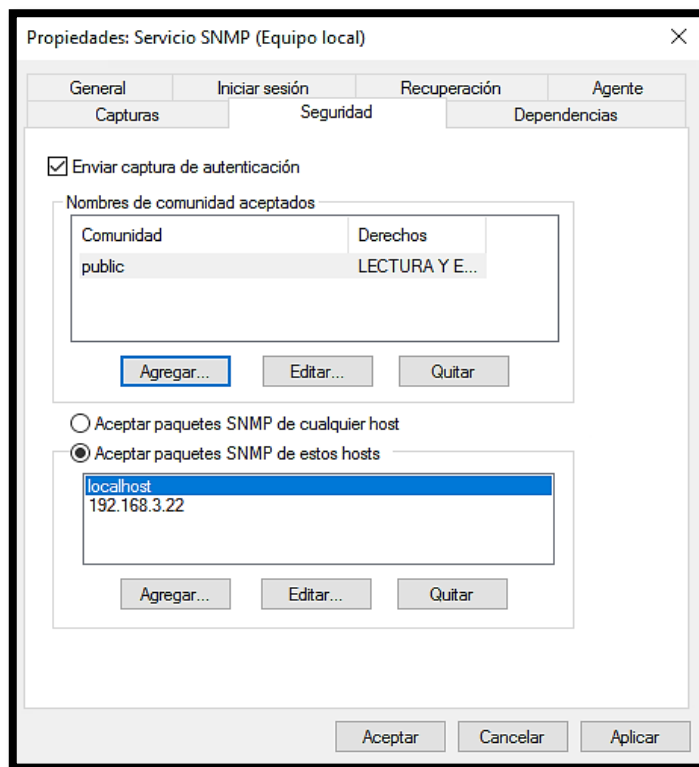 Propiedades: Servicio SNMP (Equipo local)
General Iniciar sesión Recuperación Agente
Capturas Seguridad Dependencias
Enviar captura de autenticación
Nombres de comunidad aceptados
Comunidad Derechos
public LECTURA Y E...
Agregar... Editar... Quitar
Aceptar paquetes SNMP de cualquier host
Aceptar paquetes SNMP de estos hosts
localhost
192.168.3.22
Agregar... Editar... Quitar
Aceptar Cancelar Aplicar